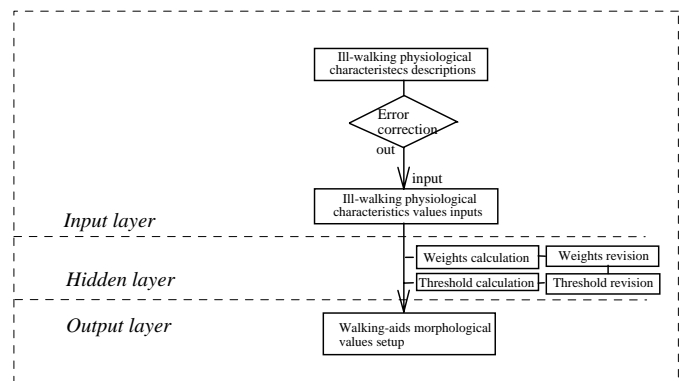 Ill-walking physiological
characteristecs descriptions
Error
correction
out
input
Ill-walking physiological
characteristics values inputs
Input layer
Weights calculation
Weights revision
Hidden layer
Threshold calculation
Threshold revision
Output layer
Walking-aids morphological
values setup